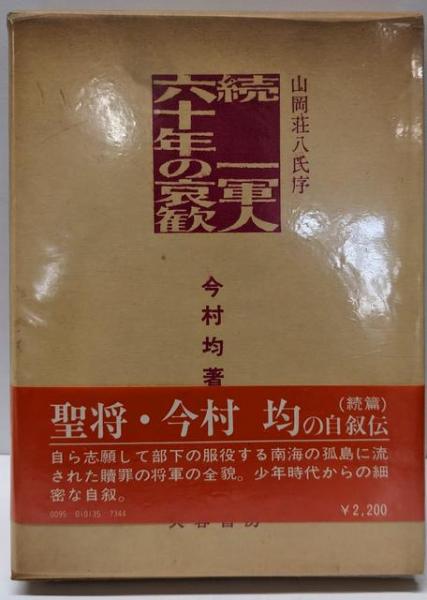 山岡荘八氏序
続 一軍人
六十年の哀歓
今村均著
聖将・今村 均の自叙伝
(続篇)
自ら志願して部下の服役する南海の孤島に流
された贖罪の将軍の全貌。少年時代からの細
密な自叙。
0095 010135 7344
￥2,200
芙蓉書房